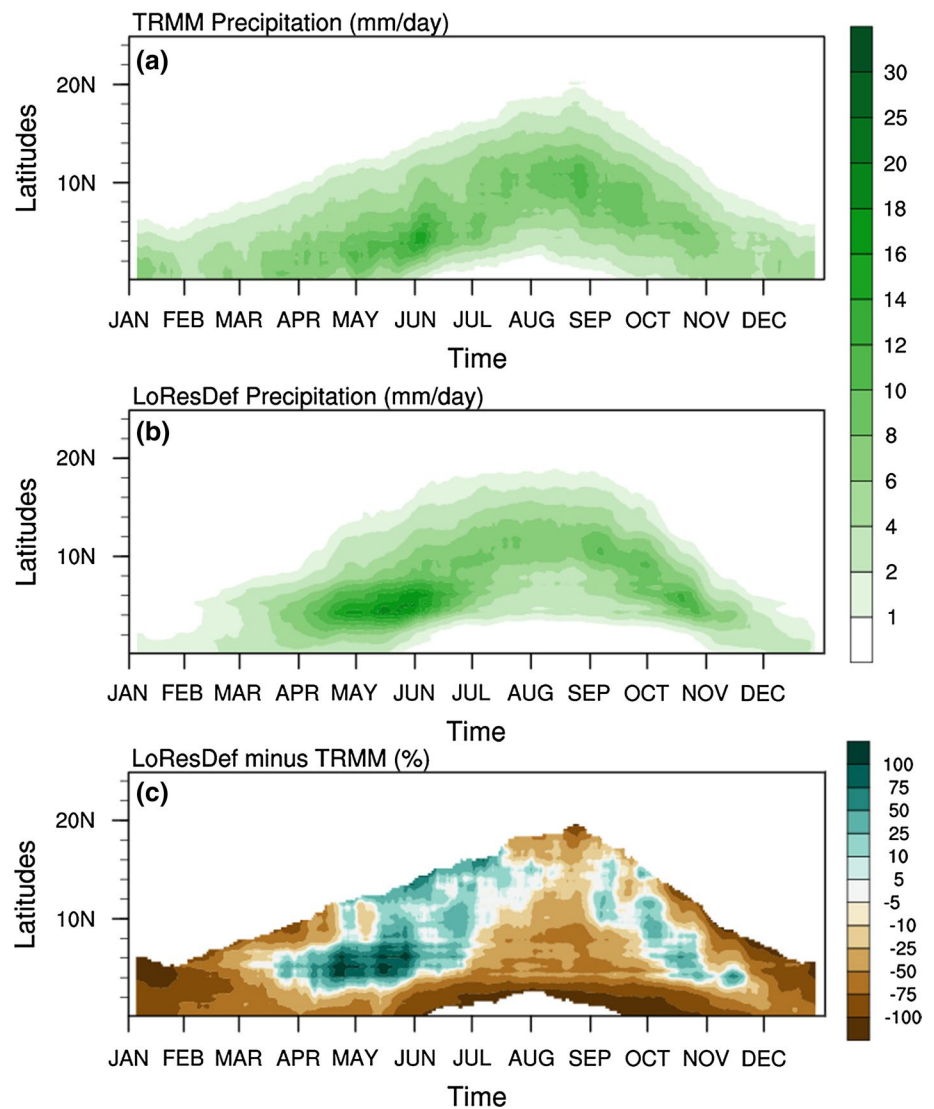 TRMM Precipitation (mm/day)
(a)
Latitudes
20N
10N
JAN FEB MAR APR MAY JUN JUL AUG SEP OCT NOV DEC
Time
30
25
20
18
16
14
12
10
8
6
4
2
1
LoResDef Precipitation (mm/day)
(b)
Latitudes
20N
10N
JAN FEB MAR APR MAY JUN JUL AUG SEP OCT NOV DEC
Time
LoResDef minus TRMM (%)
(c)
Latitudes
20N
10N
JAN FEB MAR APR MAY JUN JUL AUG SEP OCT NOV DEC
Time
100
75
50
25
10
5
-5
-10
-25
-50
-75
-100